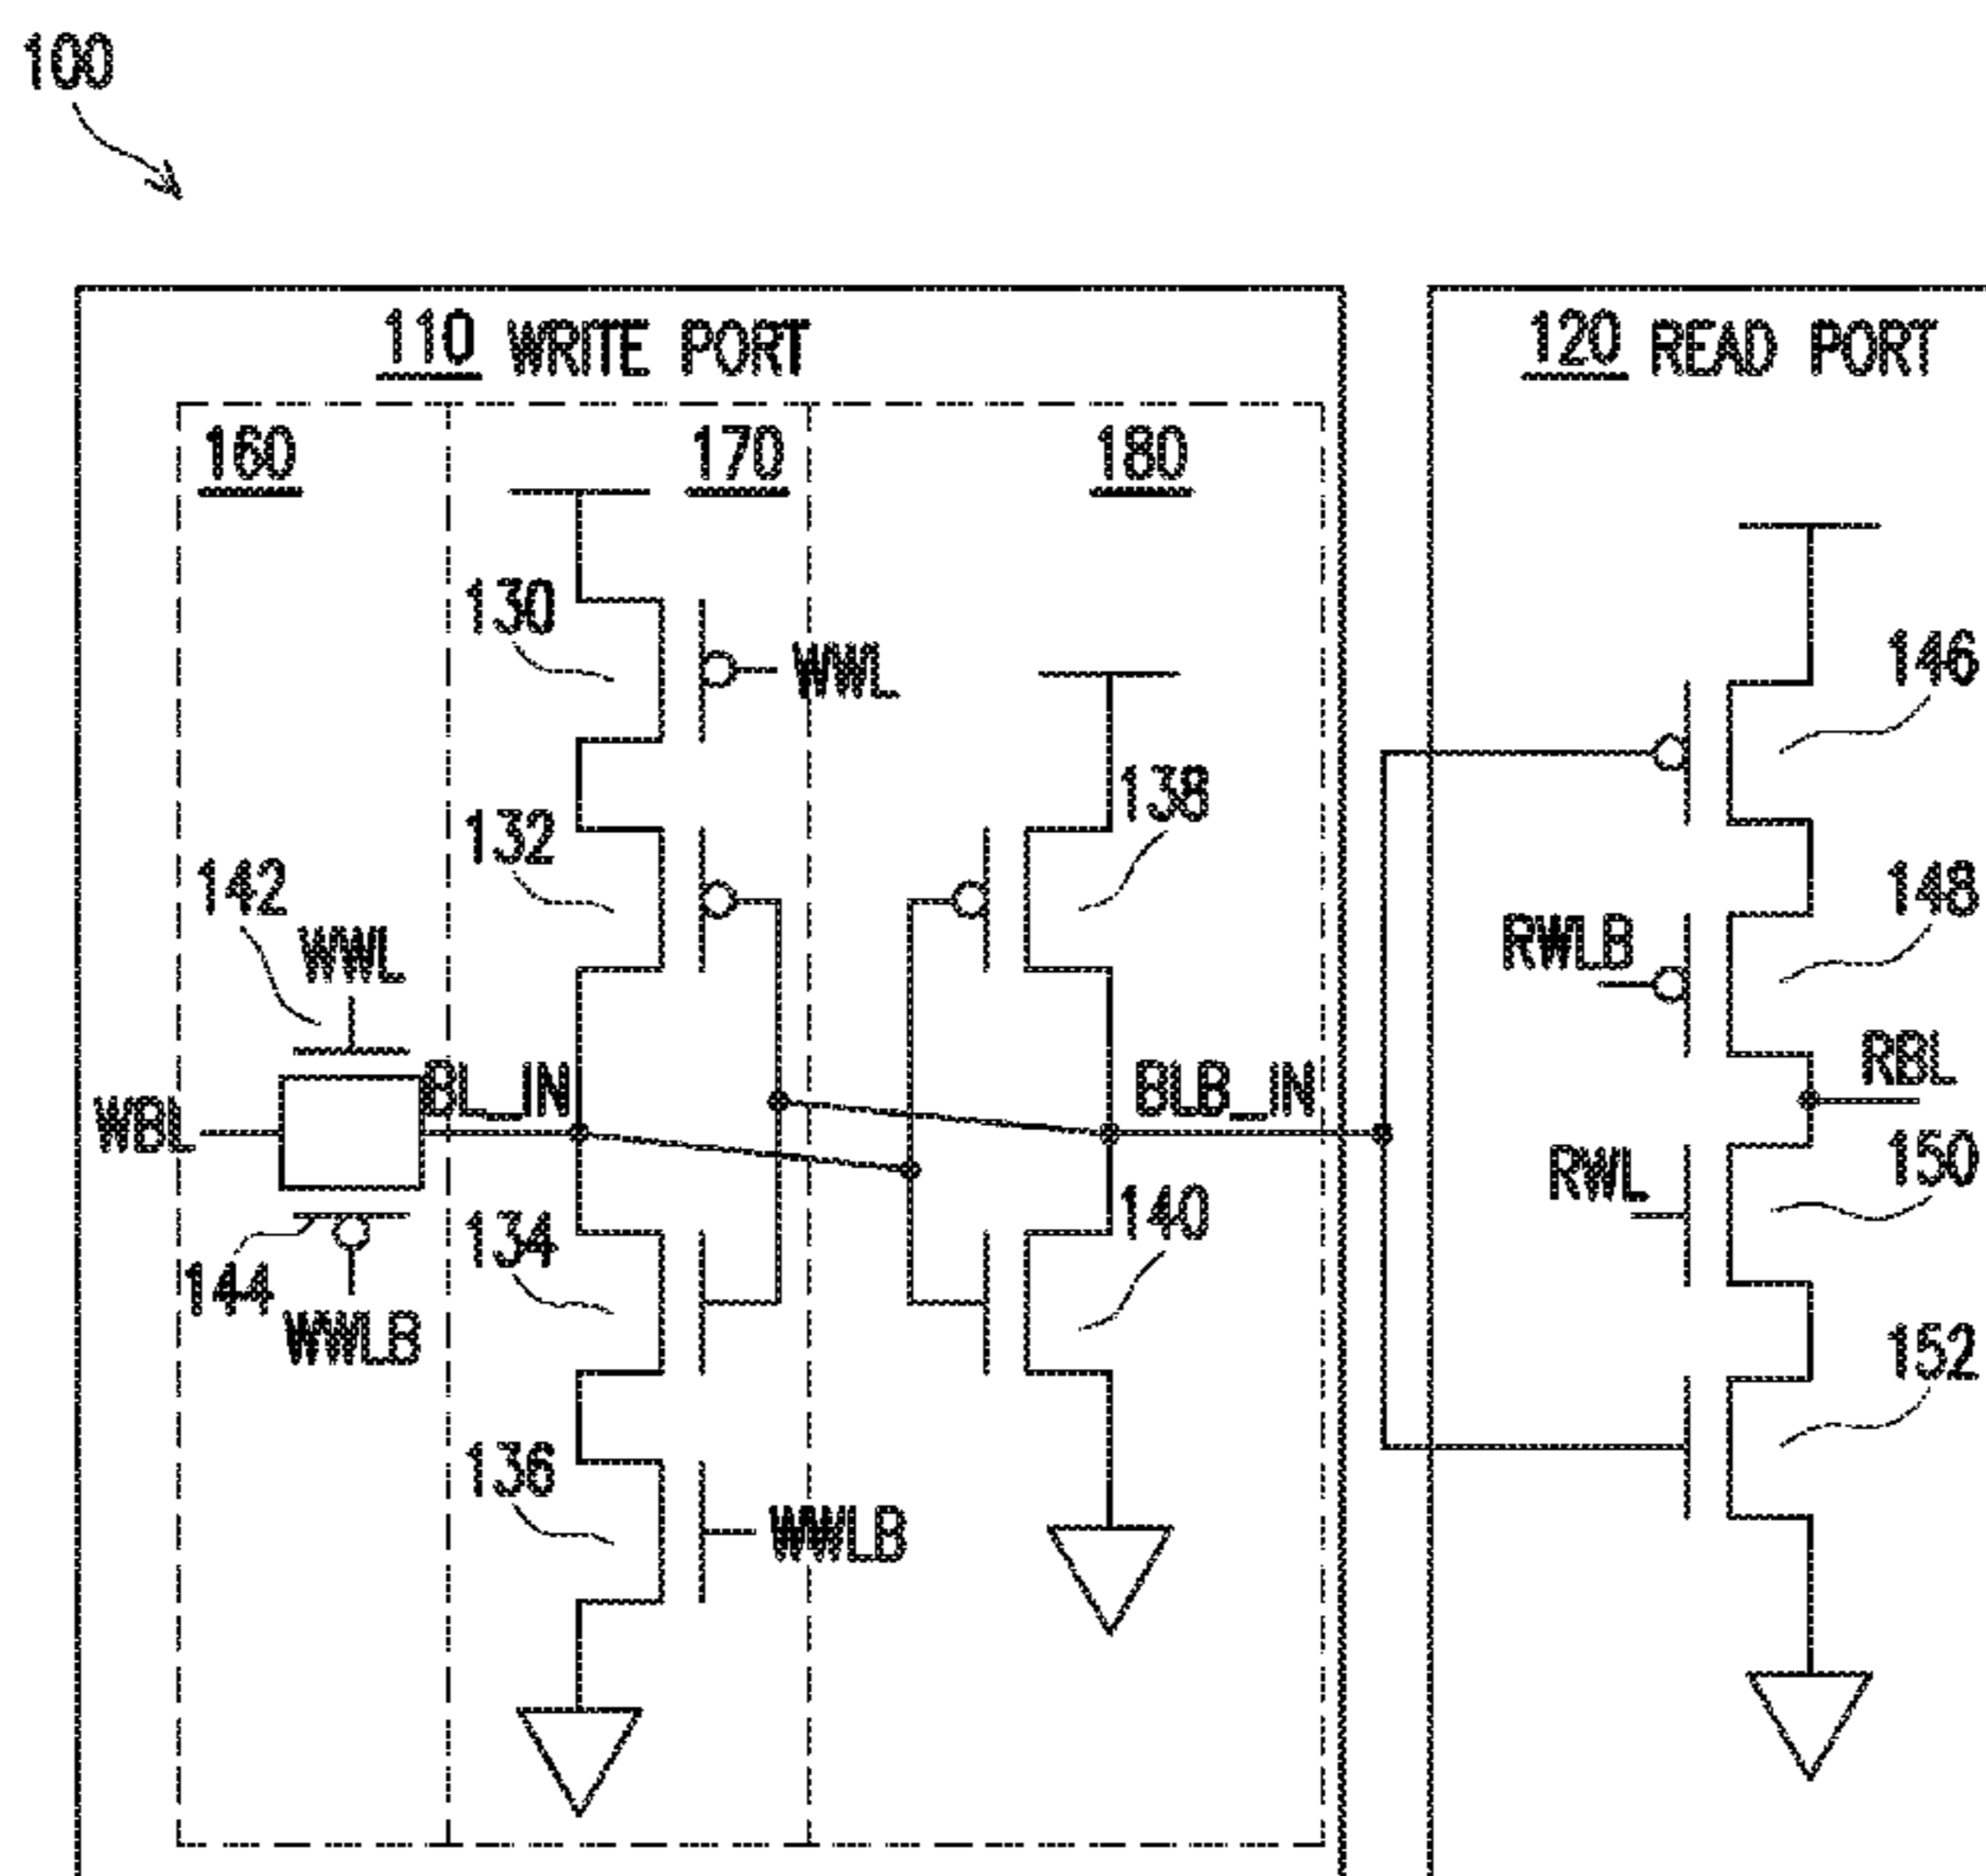 100
110 WRITE PORT
120 READ PORT
160
170
180
130
WWL
146
132
138
142
WWL
RWLB
148
BL_IN
BLB_IN
RBL
WBL
RWL
150
134
140
144
WWLB
152
136
WWLB